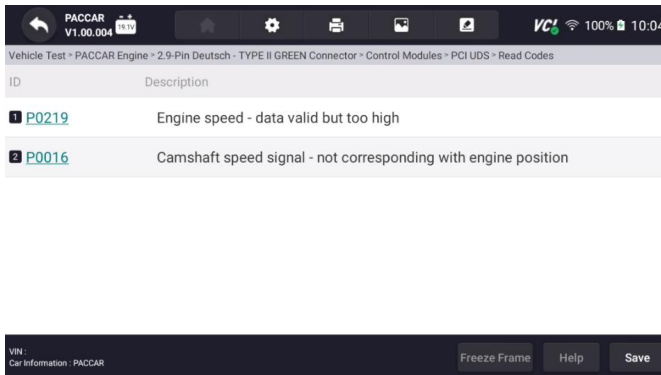 PACCAR
V1.00.004
19.1V
VCI
100%
10:04
Vehicle Test > PACCAR Engine > 2.9-Pin Deutsch - TYPE II GREEN Connector > Control Modules > PCI UDS > Read Codes
ID Description
1 P0219 Engine speed - data valid but too high
2 P0016 Camshaft speed signal - not corresponding with engine position
VIN :
Car Information : PACCAR
Freeze Frame Help Save